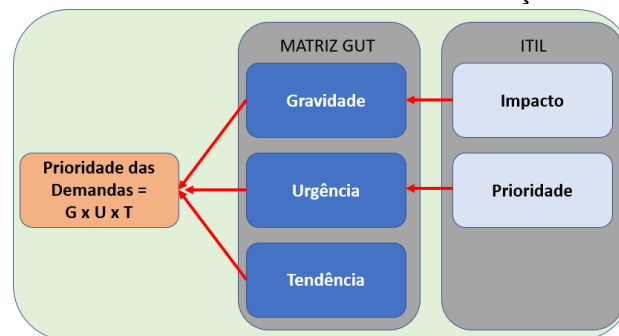 MATRIZ GUT
ITIL
Gravidade
Impacto
Prioridade das
Demandas =
G x U x T
Urgência
Prioridade
Tendência